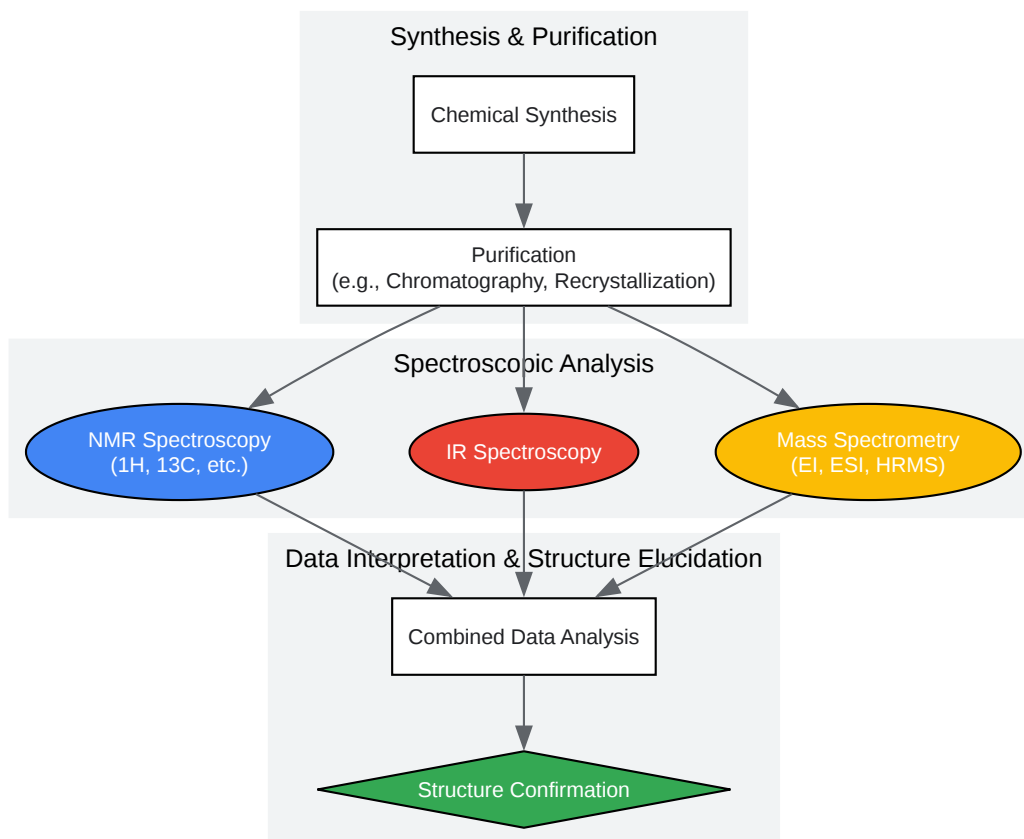 Synthesis & Purification
Chemical Synthesis
Purification
(e.g., Chromatography, Recrystallization)
Spectroscopic Analysis
NMR Spectroscopy
(1H, 13C, etc.)
IR Spectroscopy
Mass Spectrometry
(EI, ESI, HRMS)
Data Interpretation & Structure Elucidation
Combined Data Analysis
Structure Confirmation